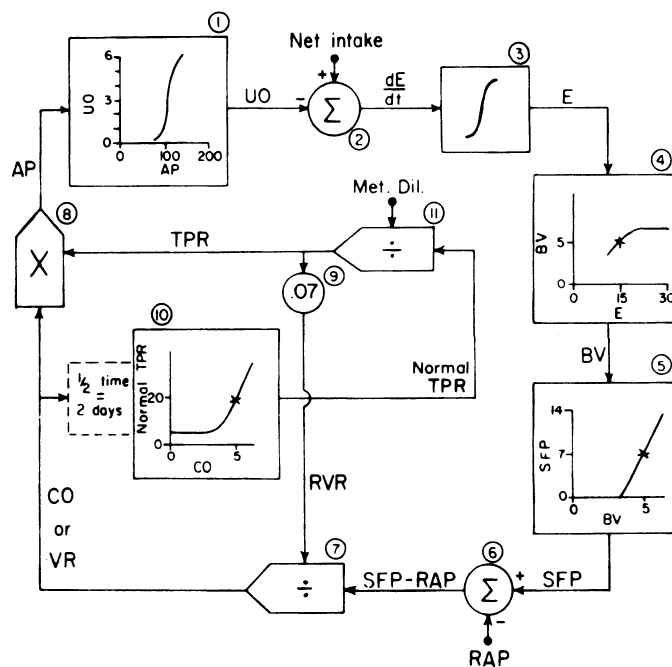 ①
6
UO
3
0
0
100
200
AP
UO
Net intake
+
-
Σ
②
dE
dt
③
E
④
BV
5
0
15
30
E
BV
⑤
14
SFP
7
0
0
5
BV
SFP
+
⑥
Σ
-
RAP
SFP-RAP
⑦
÷
RVR
CO
or
VR
⑧
X
AP
TPR
Met. Dil.
⑪
÷
⑨
.07
Normal
TPR
⑩
Normal TPR
20
0
0
5
CO
1/2 time
=
2 days